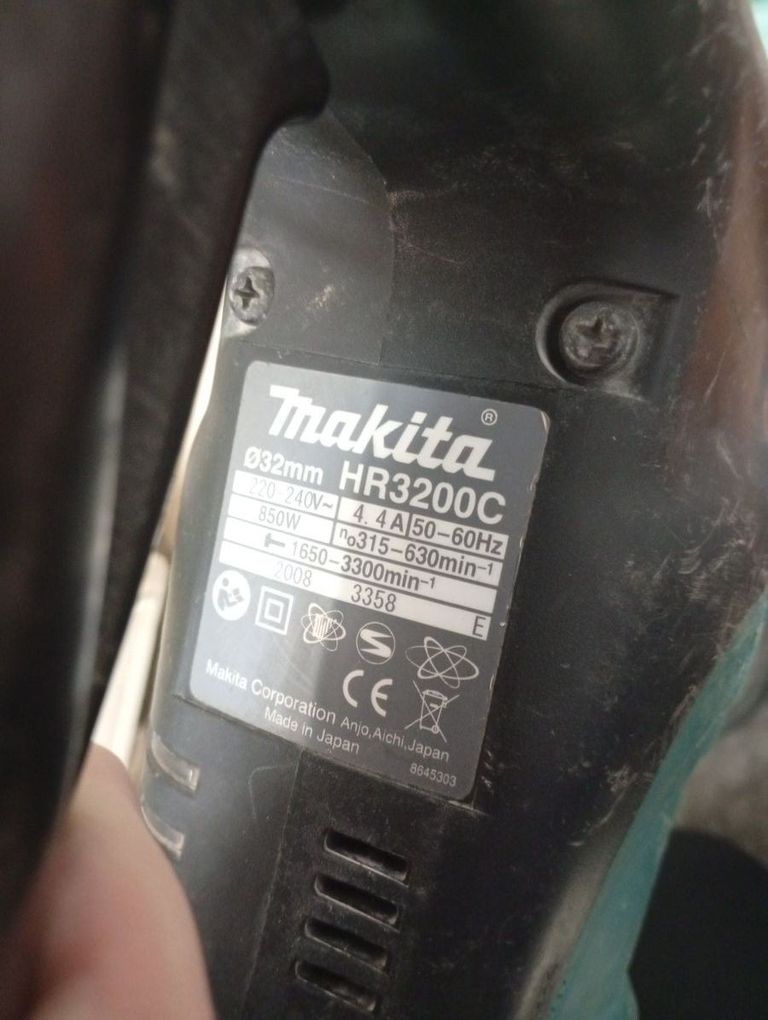 makita®
Ø32mm HR3200C
220-240V~ 4.4A 50-60Hz
850W n₀315-630min⁻¹
1650-3300min⁻¹
2008 3358 E
CE
Makita Corporation Anjo,Aichi,Japan
Made in Japan 8645303